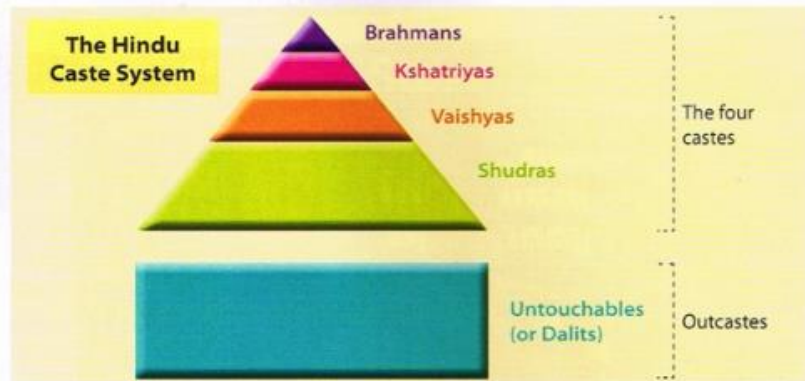 The Hindu
Caste System
Brahmans
Kshatriyas
Vaishyas
Shudras
The four
castes
Untouchables
(or Dalits)
Outcastes